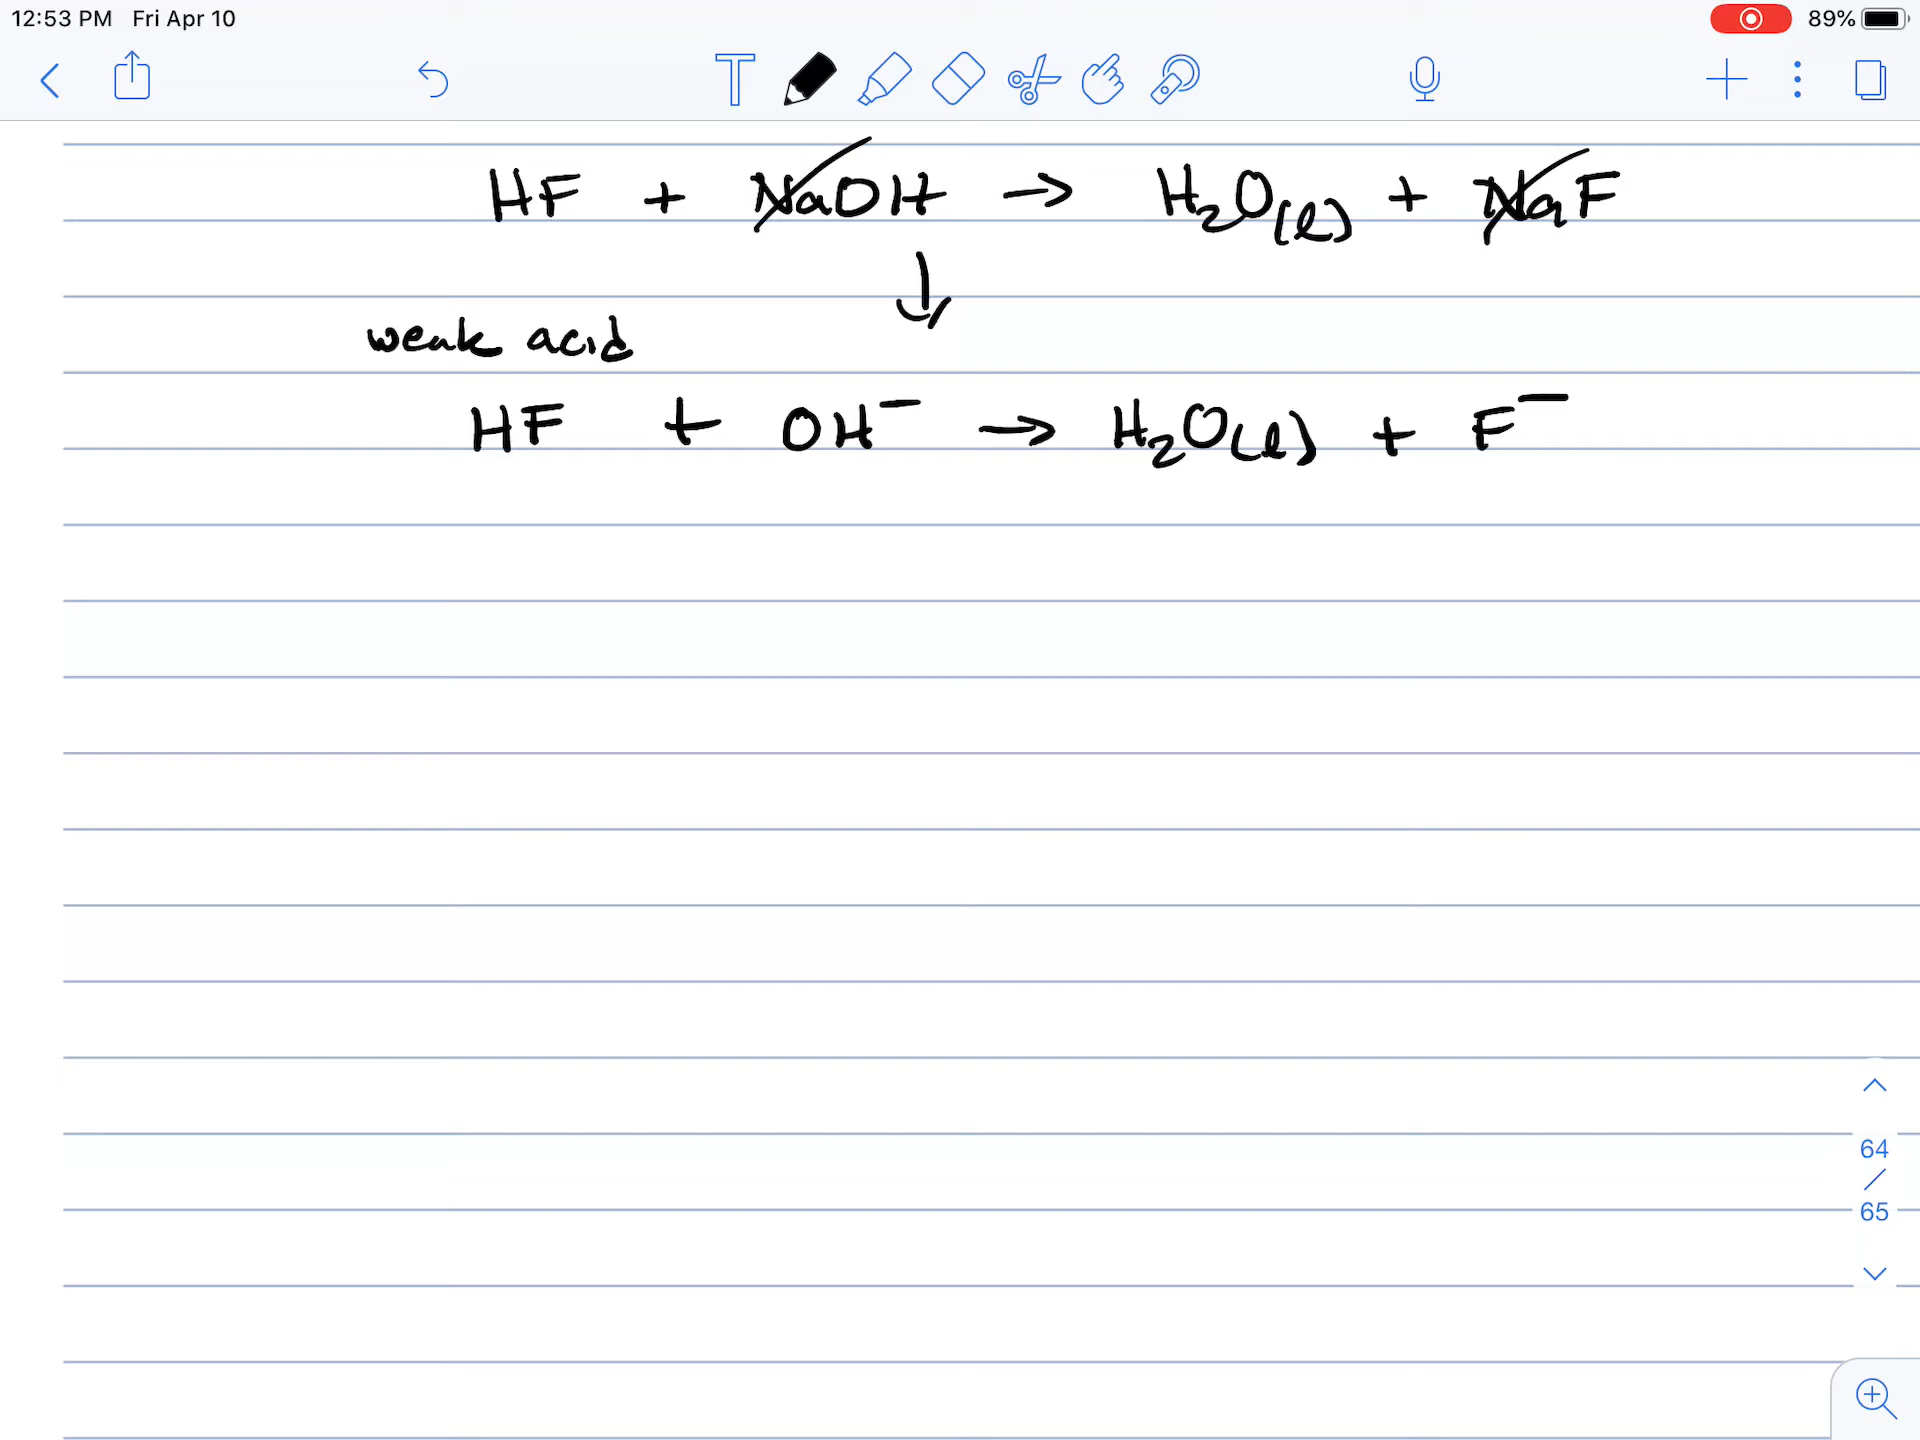 12:53 PM Fri Apr 10 89%
T
HF + NaOH → H₂O(l) + NaF
↓
weak acid
HF + OH⁻ → H₂O(l) + F⁻
64
/
65